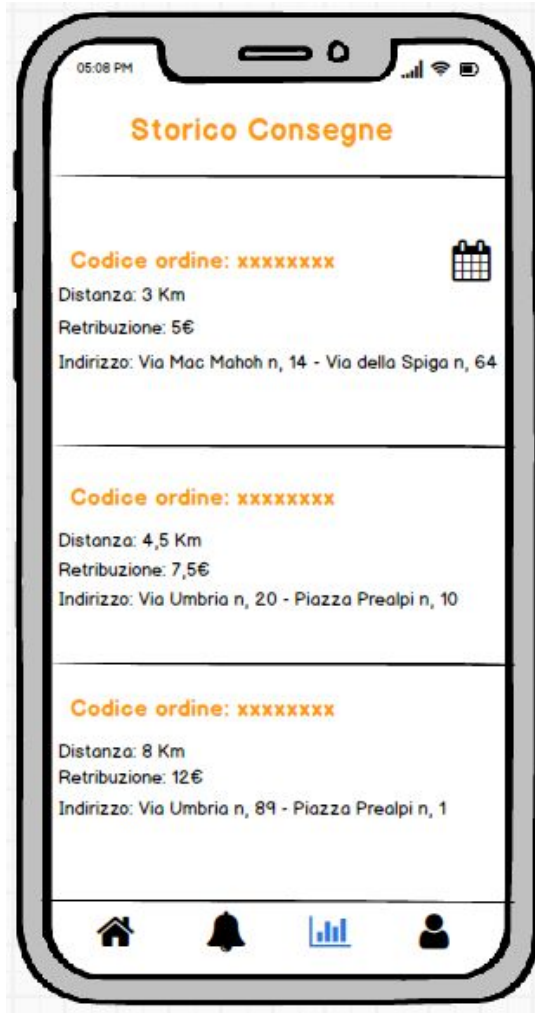 05:08 PM
Storico Consegne
Codice ordine: xxxxxxxx
Distanza: 3 Km
Retribuzione: 5€
Indirizzo: Via Mac Mahoh n, 14 - Via della Spiga n, 64
Codice ordine: xxxxxxxx
Distanza: 4,5 Km
Retribuzione: 7,5€
Indirizzo: Via Umbria n, 20 - Piazza Prealpi n, 10
Codice ordine: xxxxxxxx
Distanza: 8 Km
Retribuzione: 12€
Indirizzo: Via Umbria n, 89 - Piazza Prealpi n, 1